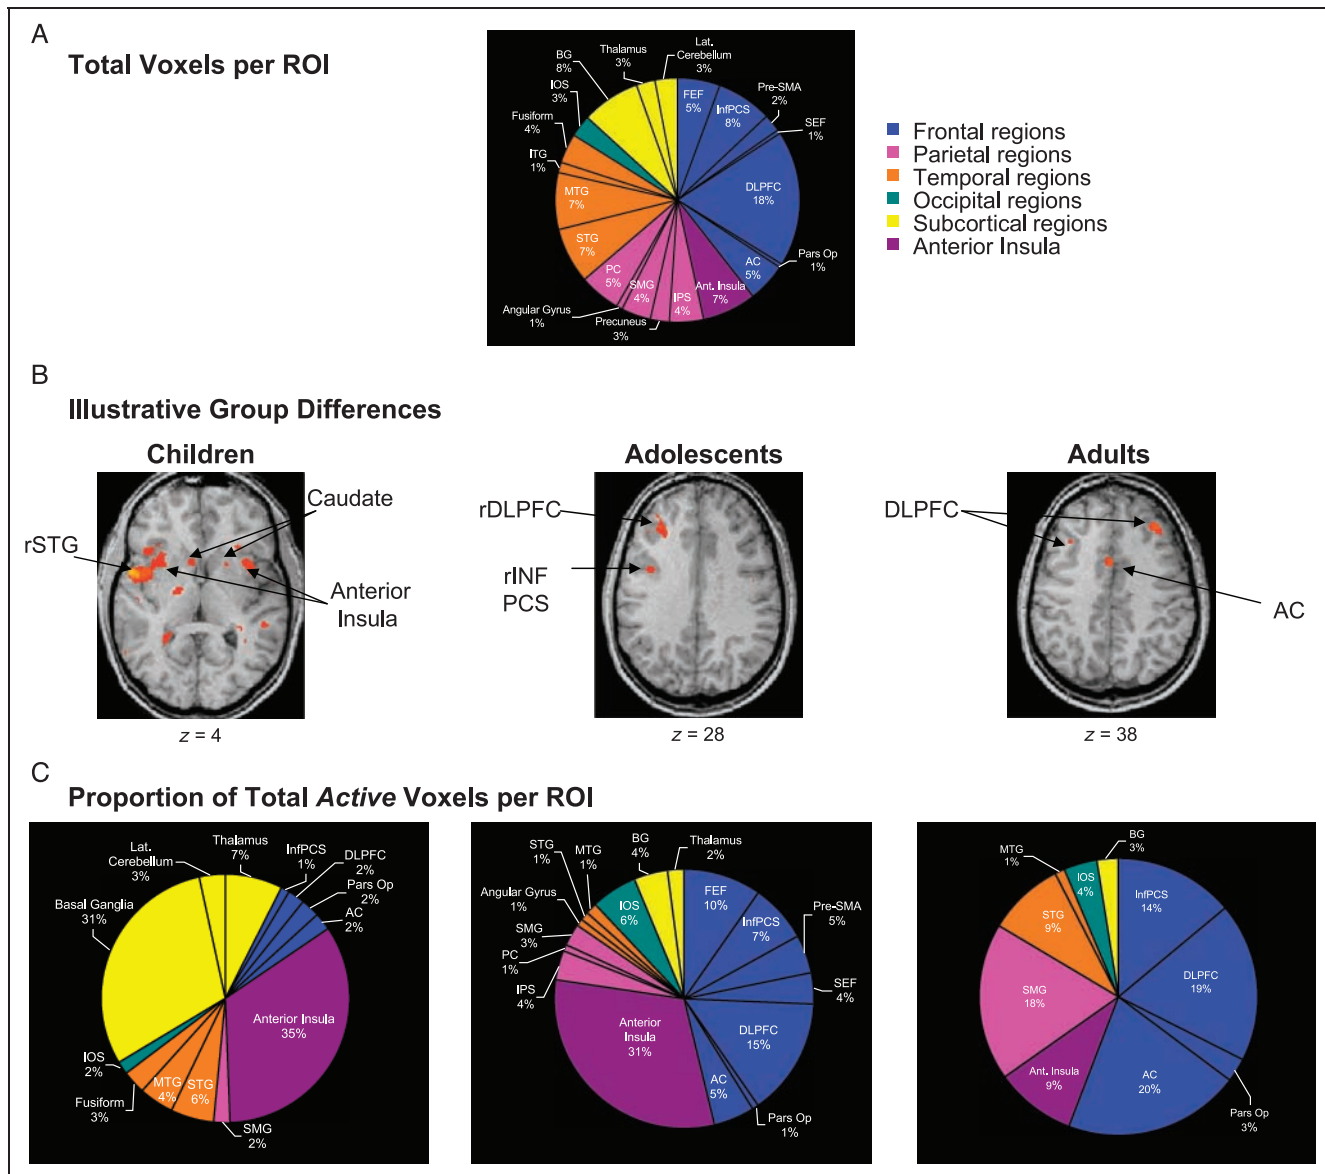 A
Total Voxels per ROI
BG
8%
Thalamus
3%
Lat.
Cerebellum
3%
IOS
3%
Fusiform
4%
ITG
1%
MTG
7%
STG
7%
PC
5%
Angular Gyrus
1%
SMG
4%
Precuneus
3%
IPS
4%
Ant. Insula
7%
AC
5%
Pars Op
1%
DLPFC
18%
SEF
1%
Pre-SMA
2%
InfPCS
8%
FEF
5%
Frontal regions
Parietal regions
Temporal regions
Occipital regions
Subcortical regions
Anterior Insula
B
Illustrative Group Differences
Children
rSTG
Caudate
Anterior
Insula
z = 4
Adolescents
rDLPFC
rINF
PCS
z = 28
Adults
DLPFC
AC
z = 38
C
Proportion of Total Active Voxels per ROI
Lat.
Cerebellum
3%
Thalamus
7%
InfPCS
1%
DLPFC
2%
Pars Op
2%
AC
2%
Basal Ganglia
31%
Anterior Insula
35%
IOS
2%
Fusiform
3%
MTG
4%
STG
6%
SMG
2%
STG
1%
MTG
1%
BG
4%
Thalamus
2%
Angular Gyrus
1%
SMG
3%
PC
1%
IPS
4%
IOS
6%
FEF
10%
InfPCS
7%
Pre-SMA
5%
SEF
4%
DLPFC
15%
Anterior
Insula
31%
AC
5%
Pars Op
1%
MTG
1%
BG
3%
IOS
4%
STG
9%
InfPCS
14%
DLPFC
19%
SMG
18%
Ant. Insula
9%
AC
20%
Pars Op
3%